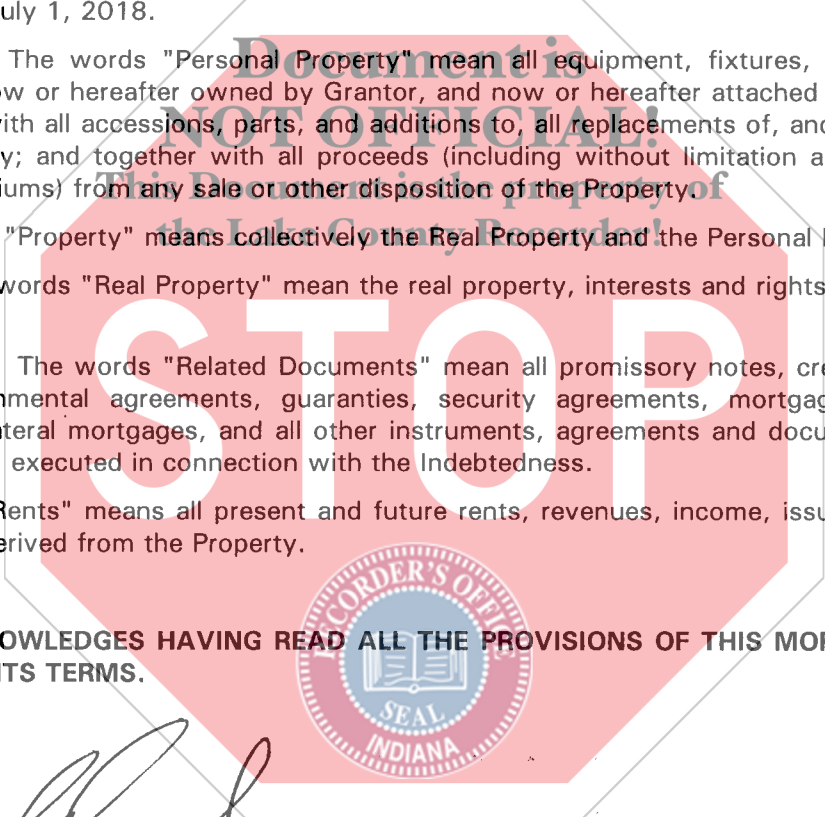 uly 1, 2018.
The words "Personal Property" mean all equipment, fixtures,
Document is
w or hereafter owned by Grantor, and now or hereafter attached
NOT OFFICIAL!
ith all accessions, parts, and additions to, all replacements of, and
y; and together with all proceeds (including without limitation a
iums) from any sale or other disposition of the Property.
This Document is the property of
the Lake County Recorder!
"Property" means collectively the Real Property and the Personal
words "Real Property" mean the real property, interests and rights
STOP
The words "Related Documents" mean all promissory notes, cre
nmental agreements, guaranties, security agreements, mortgag
teral mortgages, and all other instruments, agreements and docu
executed in connection with the Indebtedness.
Rents" means all present and future rents, revenues, income, issu
erived from the Property.
RECORDER'S OFFICE
OWLEDGES HAVING READ ALL THE PROVISIONS OF THIS MOR
ITS TERMS.
SEAL
INDIANA